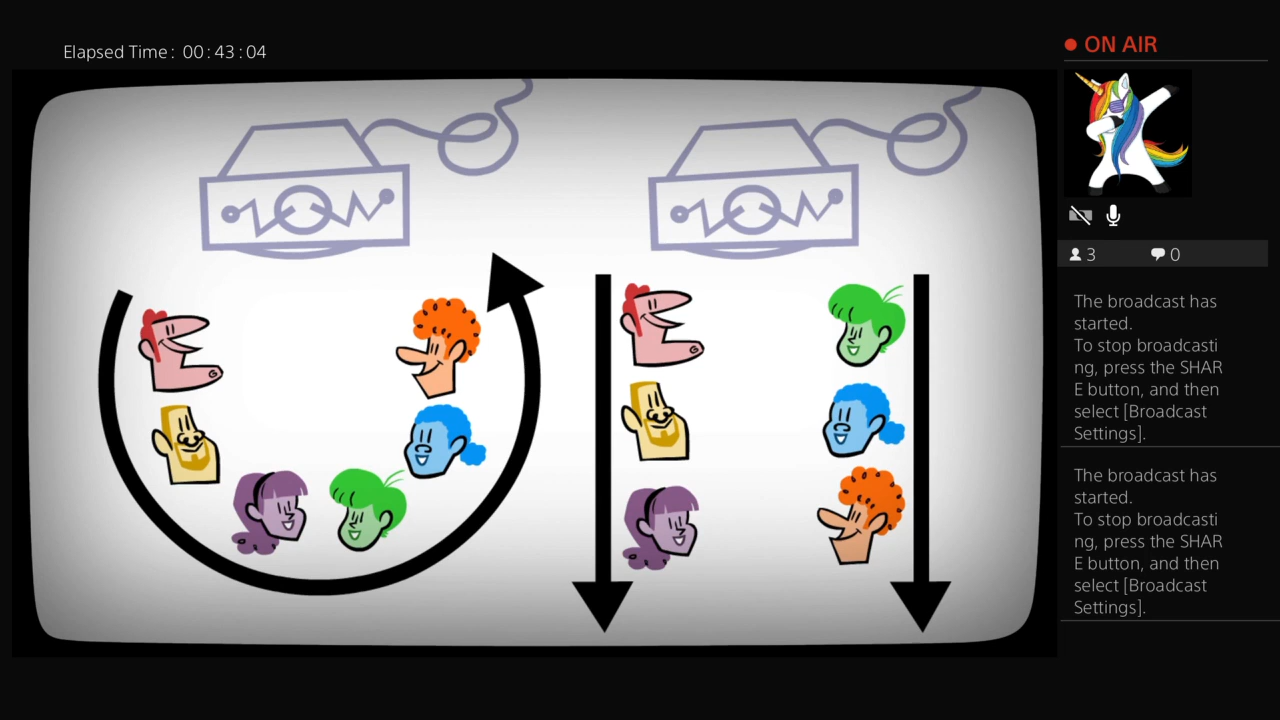 Elapsed Time: 00:43:04
ON AIR
3
0
The broadcast has
started.
To stop broadcasti
ng, press the SHAR
E button, and then
select [Broadcast
Settings].
The broadcast has
started.
To stop broadcasti
ng, press the SHAR
E button, and then
select [Broadcast
Settings].